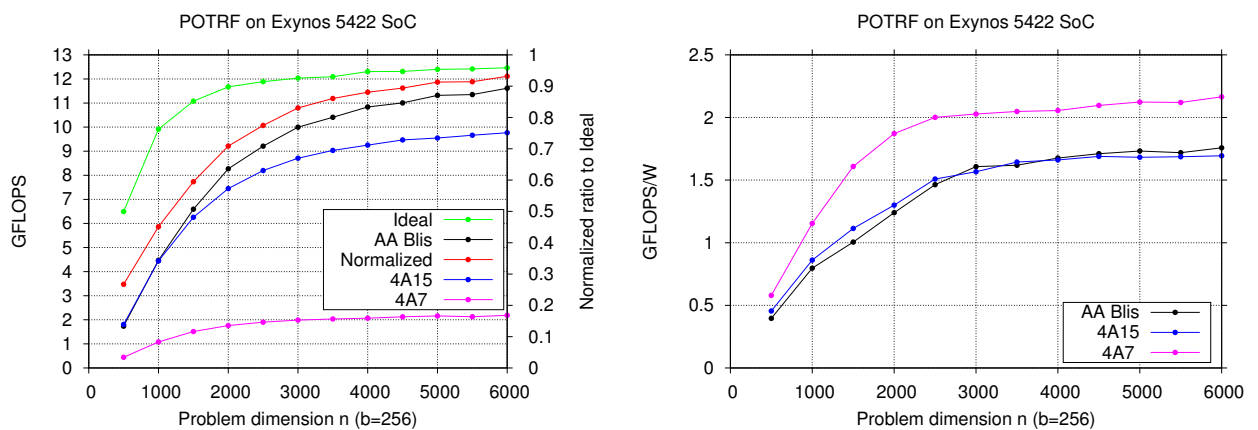 POTRF on Exynos 5422 SoC
GFLOPS
13
12
11
10
9
8
7
6
5
4
3
2
1
0
1
0.9
0.8
0.7
0.6
0.5
0.4
0.3
0.2
0.1
0
Normalized ratio to Ideal
Ideal
AA Blis
Normalized
4A15
4A7
0 1000 2000 3000 4000 5000 6000
Problem dimension n (b=256)
POTRF on Exynos 5422 SoC
GFLOPS/W
2.5
2
1.5
1
0.5
0
AA Blis
4A15
4A7
0 1000 2000 3000 4000 5000 6000
Problem dimension n (b=256)